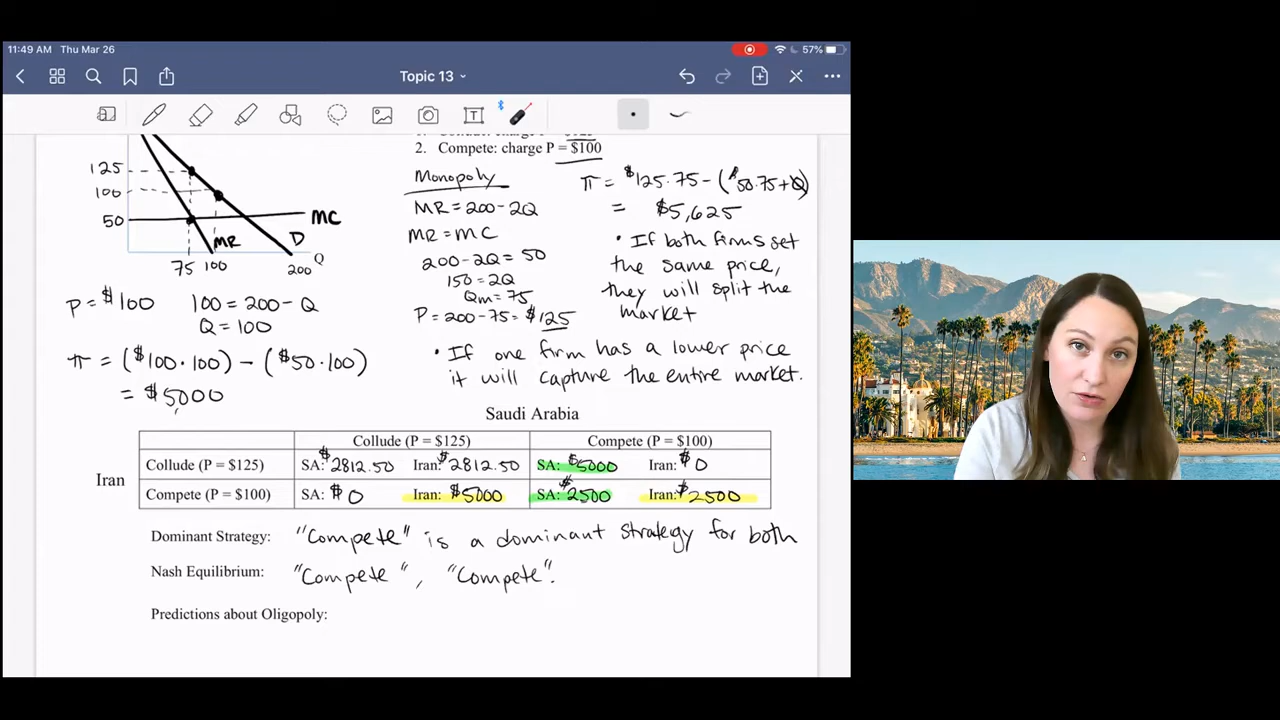 11:49 AM Thu Mar 26
57%
Topic 13
2. Compete: charge P = $100
125
100
50
MC
MR
D
75 100
200
Q
P = $100 100 = 200 - Q
Q = 100
π = ($100·100) - ($50·100)
= $5000
Monopoly
MR = 200 - 2Q
MR = MC
200 - 2Q = 50
150 = 2Q
Qm = 75
P = 200 - 75 = $125
π = $125·75 - ($50·75 + Q)
= $5,625
• If both firms set
the same price,
they will split the
market
• If one firm has a lower price
it will capture the entire market.
Saudi Arabia
Collude (P = $125) Compete (P = $100)
Iran
Collude (P = $125) SA: $2812.50 Iran: $2812.50 SA: $5000 Iran: $0
Compete (P = $100) SA: $0 Iran: $5000 SA: $2500 Iran: $2500
Dominant Strategy: "Compete" is a dominant strategy for both
Nash Equilibrium: "Compete", "Compete".
Predictions about Oligopoly: